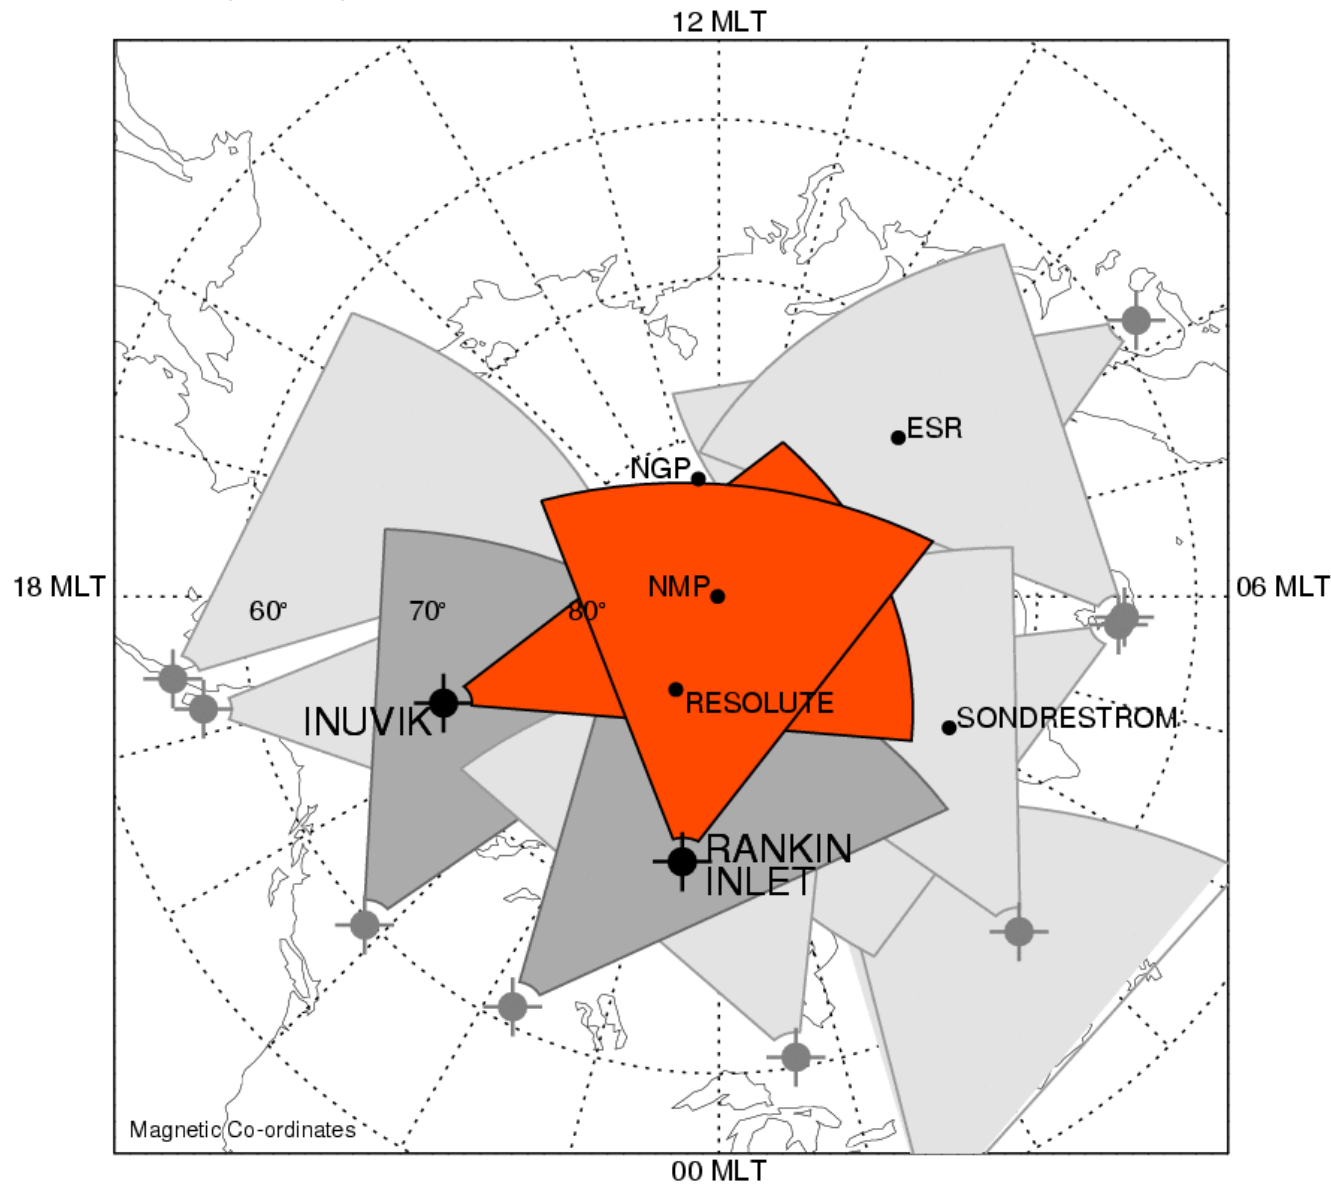 12 MLT
ESR
NGP
18 MLT
NMP
06 MLT
60°
70°
80°
RESOLUTE
INUVIK
SONDRESTROM
RANKIN
INLET
Magnetic Co-ordinates
00 MLT